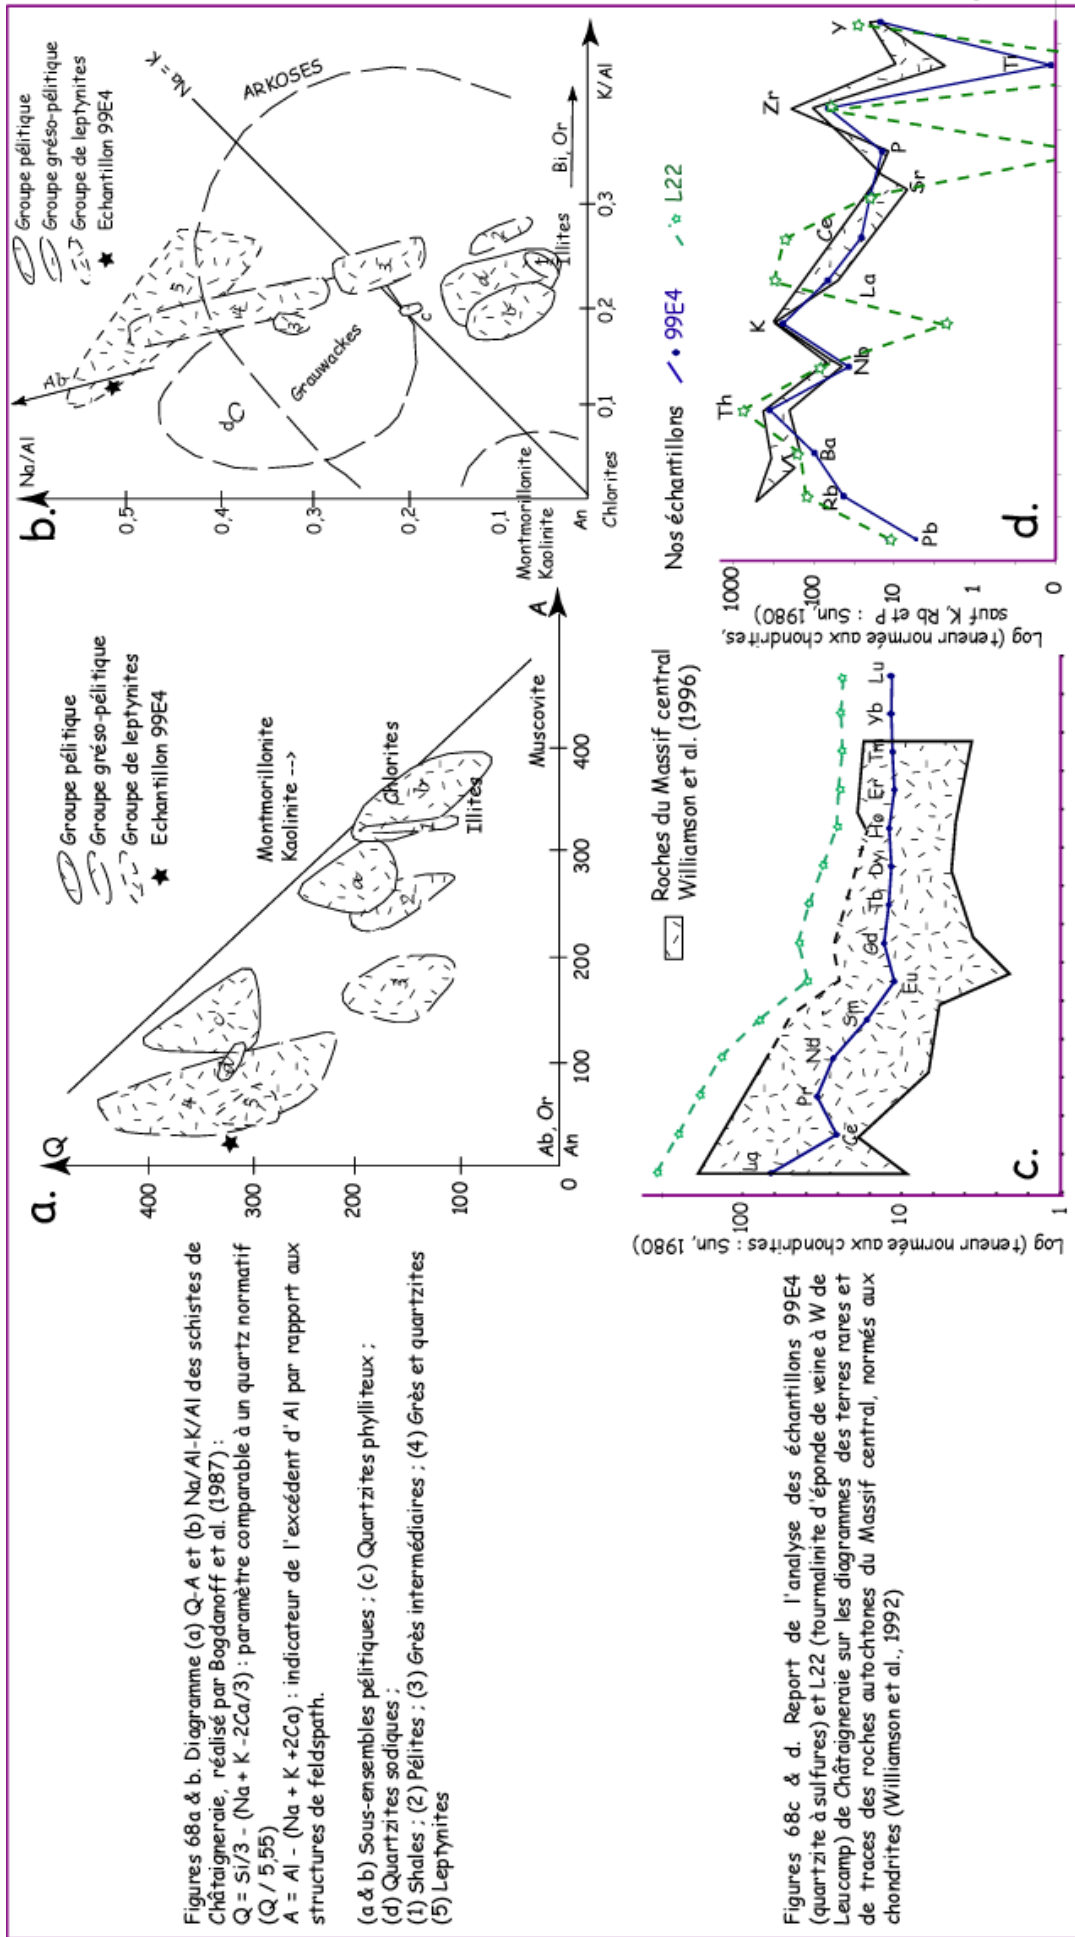 Figures 68a & b. Diagramme (a) Q-A et (b) Na/Al-K/Al des schistes de
Châtaigneraie, réalisé par Bogdanoff et al. (1987) :
Q = Si/3 - (Na + K -2Ca/3) : paramètre comparable à un quartz normatif
(Q / 5,55)
A = Al - (Na + K +2Ca) : indicateur de l'excédent d'Al par rapport aux
structures de feldspath.
(a & b) Sous-ensembles pélitiques ; (c) Quartzites phylliteux ;
(d) Quartzites sodiques ;
(1) Shales ; (2) Pélites ; (3) Grès intermédiaires ; (4) Grès et quartzites
(5) Leptynites
a.
Q
400
300
200
100
Ab, Or
An
0
100
200
300
400
A
Muscovite
Groupe pélitique
Groupe gréso-pélitique
Groupe de leptynites
Echantillon 99E4
Montmorillonite
Kaolinite -->
Chlorites
Illites
4
5
c
d
3
2
1
b.
Na/Al
0,5
0,4
0,3
0,2
0,1
An
Chlorites
Montmorillonite
Kaolinite
0,1
0,2
0,3
K/Al
Bi, Or
Illites
Ab
Na = K
ARKOSES
Grauwackes
d
5
4
3
3
c
2
1
Groupe pélitique
Groupe gréso-pélitique
Groupe de leptynites
Echantillon 99E4
Figures 68c & d. Report de l'analyse des échantillons 99E4
(quartzite à sulfures) et L22 (tourmalinite d'éponde de veine à W de
Leucamp) de Châtaigneraie sur les diagrammes des terres rares et
de traces des roches autochtones du Massif central, normés aux
chondrites (Williamson et al., 1992)
Roches du Massif central
Williamson et al. (1996)
Nos échantillons
99E4
L22
c.
Log (teneur normée aux chondrites : Sun, 1980)
100
10
1
Ce
Pr
Nd
Sm
Eu
Gd
Tb
Dy
Ho
Er
Tm
Yb
Lu
d.
Log (teneur normée aux chondrites,
sauf K, Rb et P : Sun, 1980)
1000
100
10
1
0
Pb
Rb
Ba
Th
Nb
K
La
Ce
Sr
P
Zr
Ti
Y